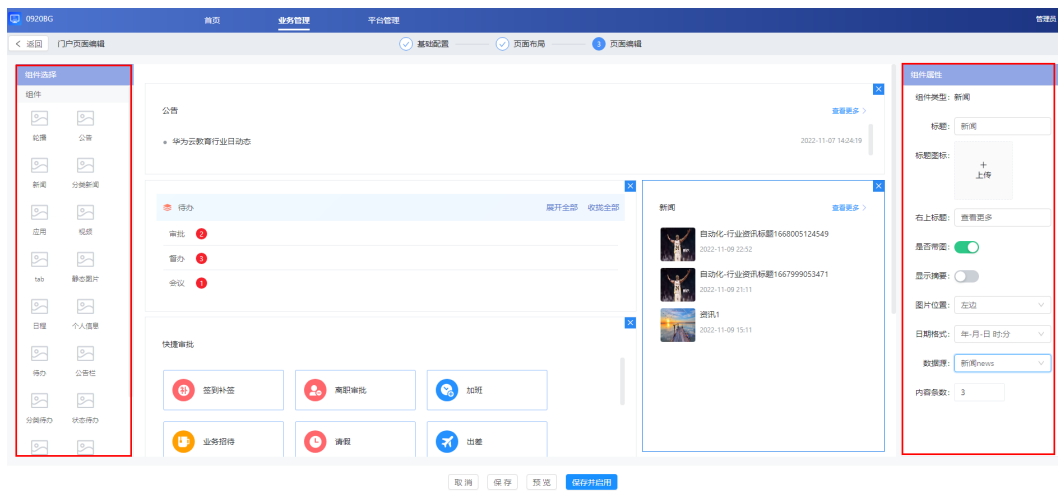 0920BG 首页 业务管理 平台管理 管理员
< 返回 门户页面编辑 基础配置 页面布局 3 页面编辑
组件选择
组件
轮播 公告
新闻 分类新闻
应用 视频
tab 静态图片
日程 个人信息
待办 公告栏
分类待办 状态待办
公告 查看更多 >
华为云教育行业日动态 2022-11-07 14:24:19
待办 展开全部 收拢全部
审批 2
督办 3
会议 1
快捷审批
补 签到补签 离职审批 加班
业务招待 请假 出差
新闻 查看更多 >
自动化-行业资讯标题1668005124549
2022-11-09 22:52
自动化-行业资讯标题1667999053471
2022-11-09 21:11
资讯1
2022-11-09 15:11
组件属性
组件类型: 新闻
标题: 新闻
标题图标: + 上传
右上标题: 查看更多
是否带图:
显示摘要:
图片位置: 左边
日期格式: 年-月-日 时:分
数据源: 新闻news
内容条数: 3
取消 保存 预览 保存并启用